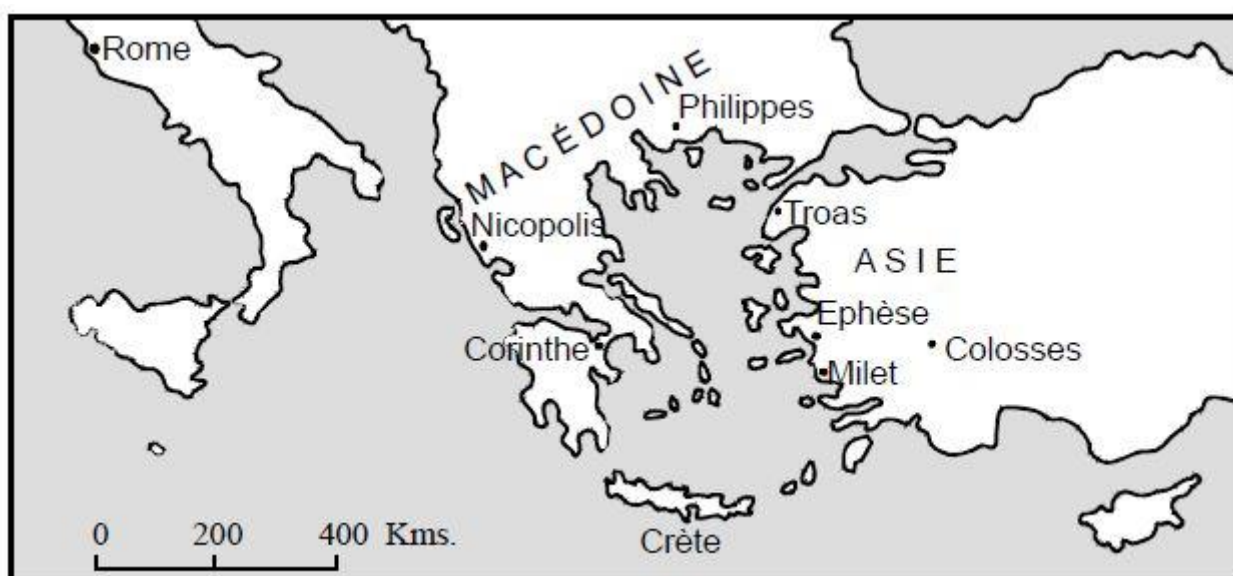 Rome
MACÉDOINE
Philippes
Troas
Nicopolis
ASIE
Ephèse
Corinthe
Colosses
Milet
Crète
0 200 400 Kms.